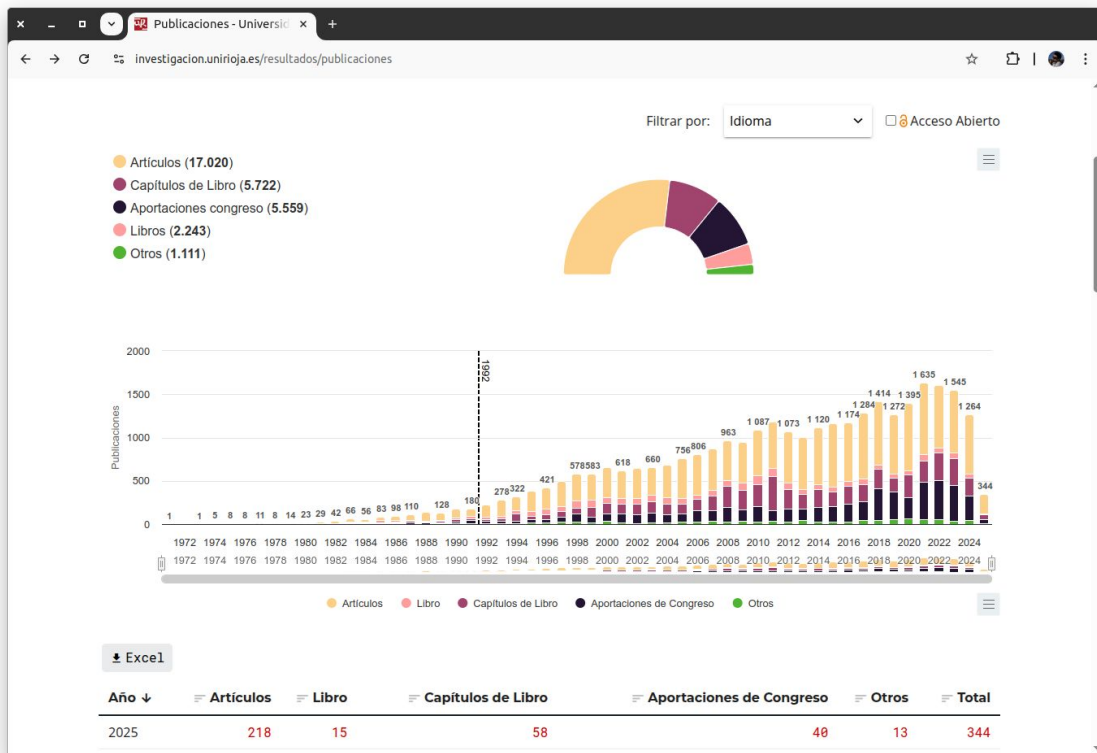 Publicaciones - Universid
investigacion.unirioja.es/resultados/publicaciones
Filtrar por: Idioma Acceso Abierto
Artículos (17.020)
Capítulos de Libro (5.722)
Aportaciones congreso (5.559)
Libros (2.243)
Otros (1.111)
Publicaciones
2000
1500
1000
500
0
1992
1 1 5 8 8 11 8 14 23 29 42 66 56 83 98 110 128 180 278 322 421 578 583 618 660 756 806 963 1 087 1 073 1 120 1 174 1 284 1 414 1 272 1 395 1 635 1 545 1 264 344
1972 1974 1976 1978 1980 1982 1984 1986 1988 1990 1992 1994 1996 1998 2000 2002 2004 2006 2008 2010 2012 2014 2016 2018 2020 2022 2024
1972 1974 1976 1978 1980 1982 1984 1986 1988 1990 1992 1994 1996 1998 2000 2002 2004 2006 2008 2010 2012 2014 2016 2018 2020 2022 2024
Artículos Libro Capítulos de Libro Aportaciones de Congreso Otros
Excel
Año Artículos Libro Capítulos de Libro Aportaciones de Congreso Otros Total
2025 218 15 58 40 13 344